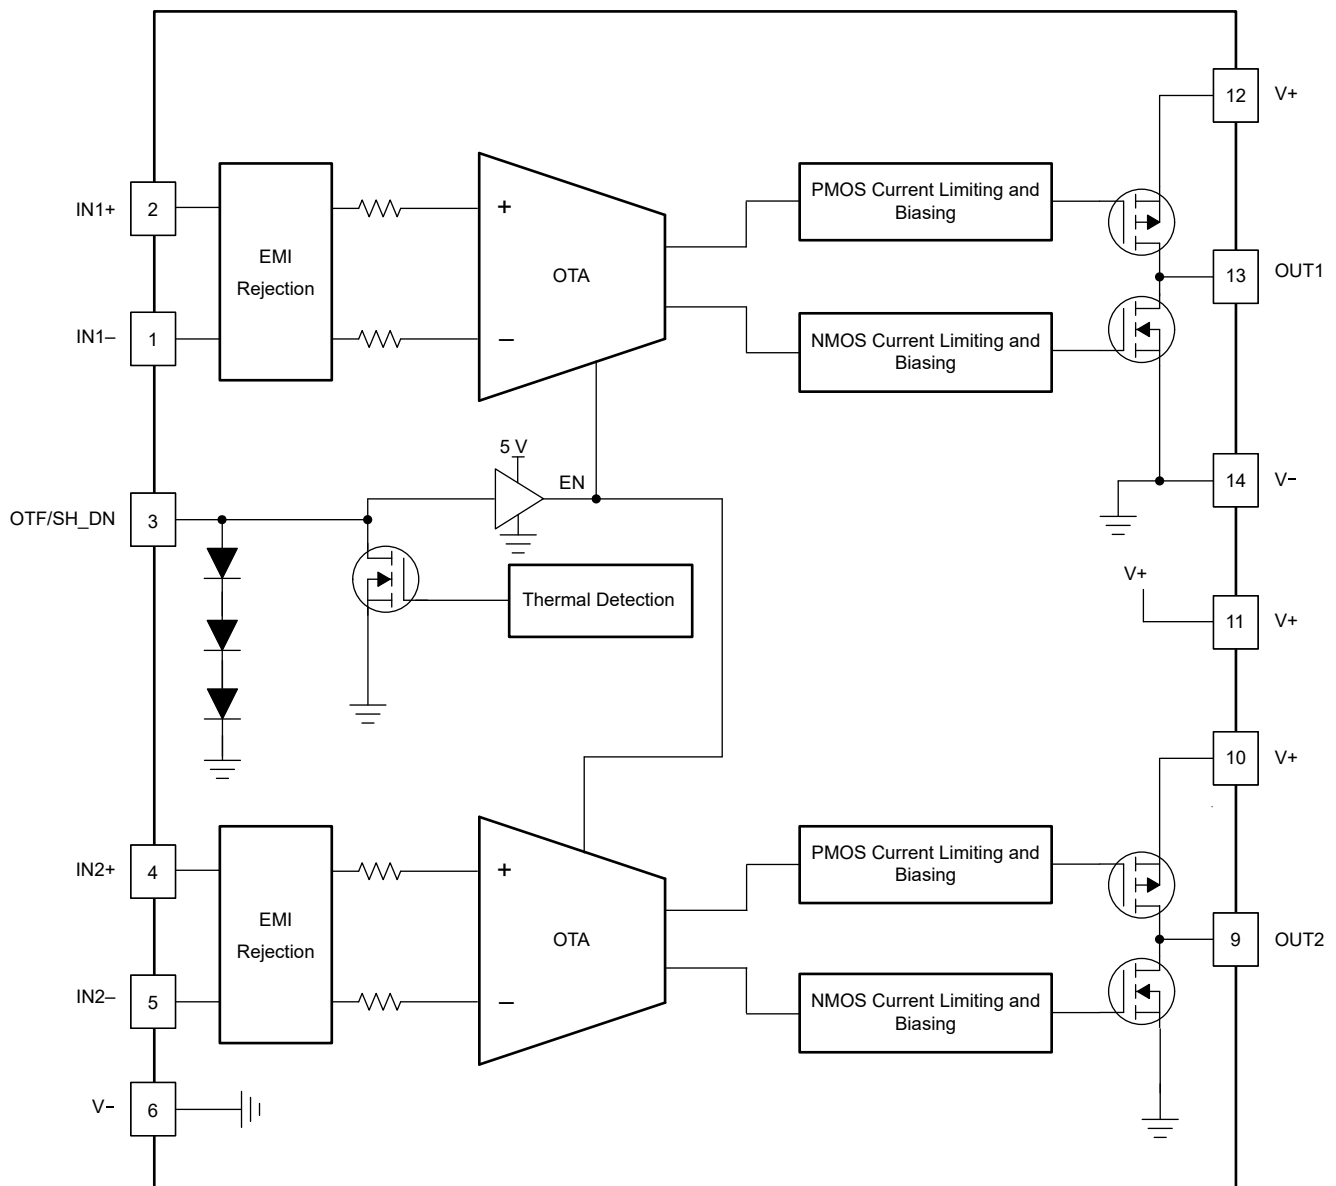 12 V+
PMOS Current Limiting and
Biasing
IN1+ 2 +
EMI
Rejection
OTA
13 OUT1
IN1– 1 –
NMOS Current Limiting and
Biasing
5 V
EN
14 V–
OTF/SH_DN 3
V+
Thermal Detection
11 V+
10 V+
PMOS Current Limiting and
Biasing
IN2+ 4 +
EMI
Rejection
OTA
9 OUT2
IN2– 5 –
NMOS Current Limiting and
Biasing
V– 6